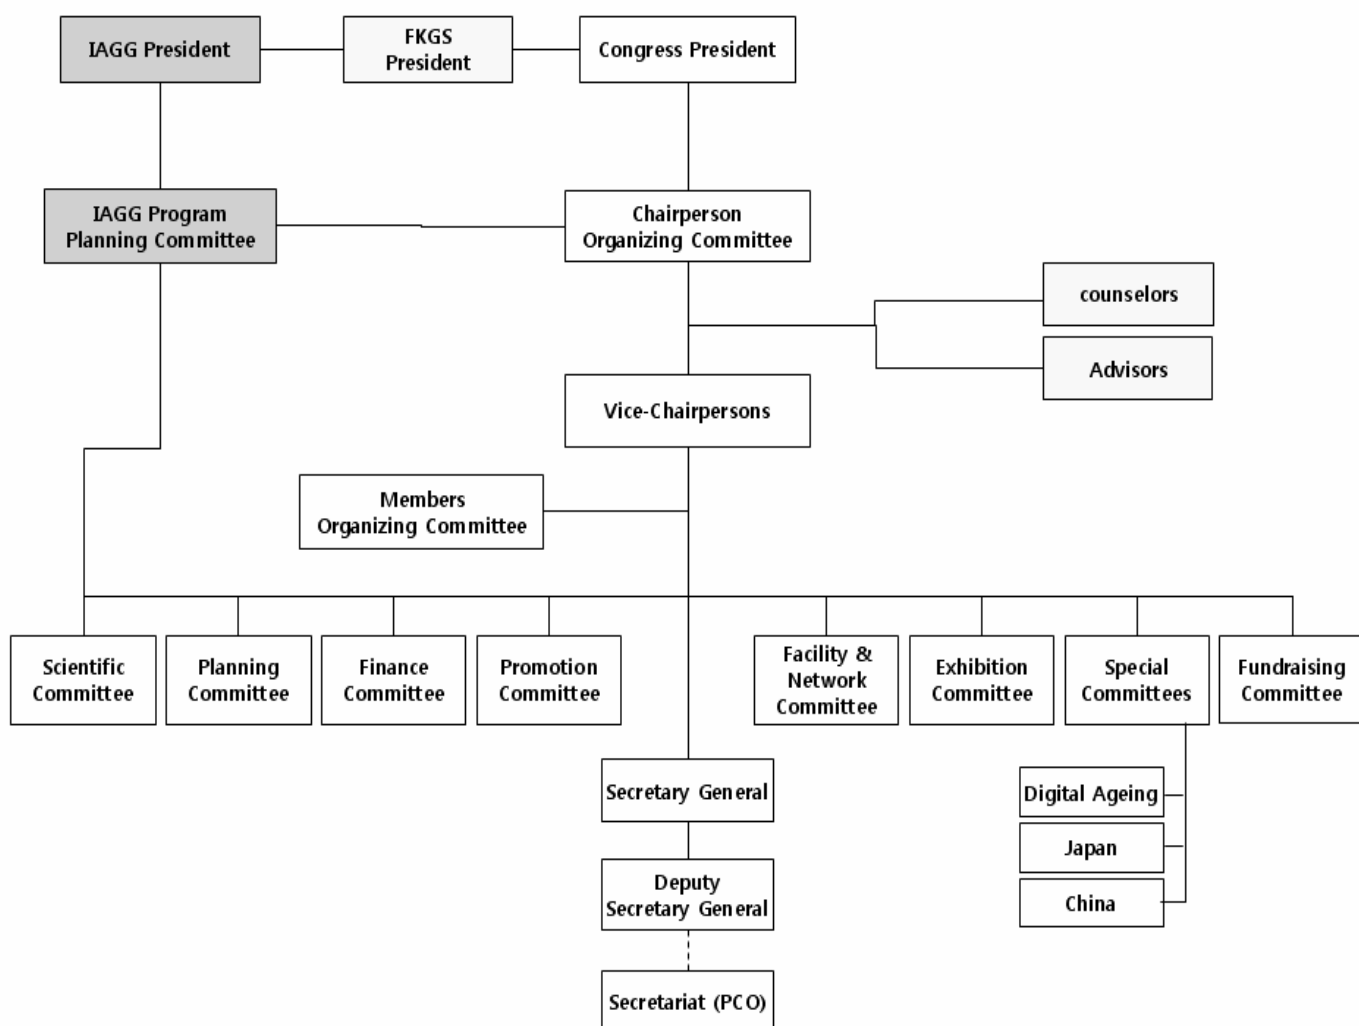 IAGG President
FKGS
President
Congress President
IAGG Program
Planning Committee
Chairperson
Organizing Committee
counselors
Advisors
Vice-Chairpersons
Members
Organizing Committee
Scientific
Committee
Planning
Committee
Finance
Committee
Promotion
Committee
Facility &
Network
Committee
Exhibition
Committee
Special
Committees
Fundraising
Committee
Secretary General
Digital Ageing
Japan
China
Deputy
Secretary General
Secretariat (PCO)